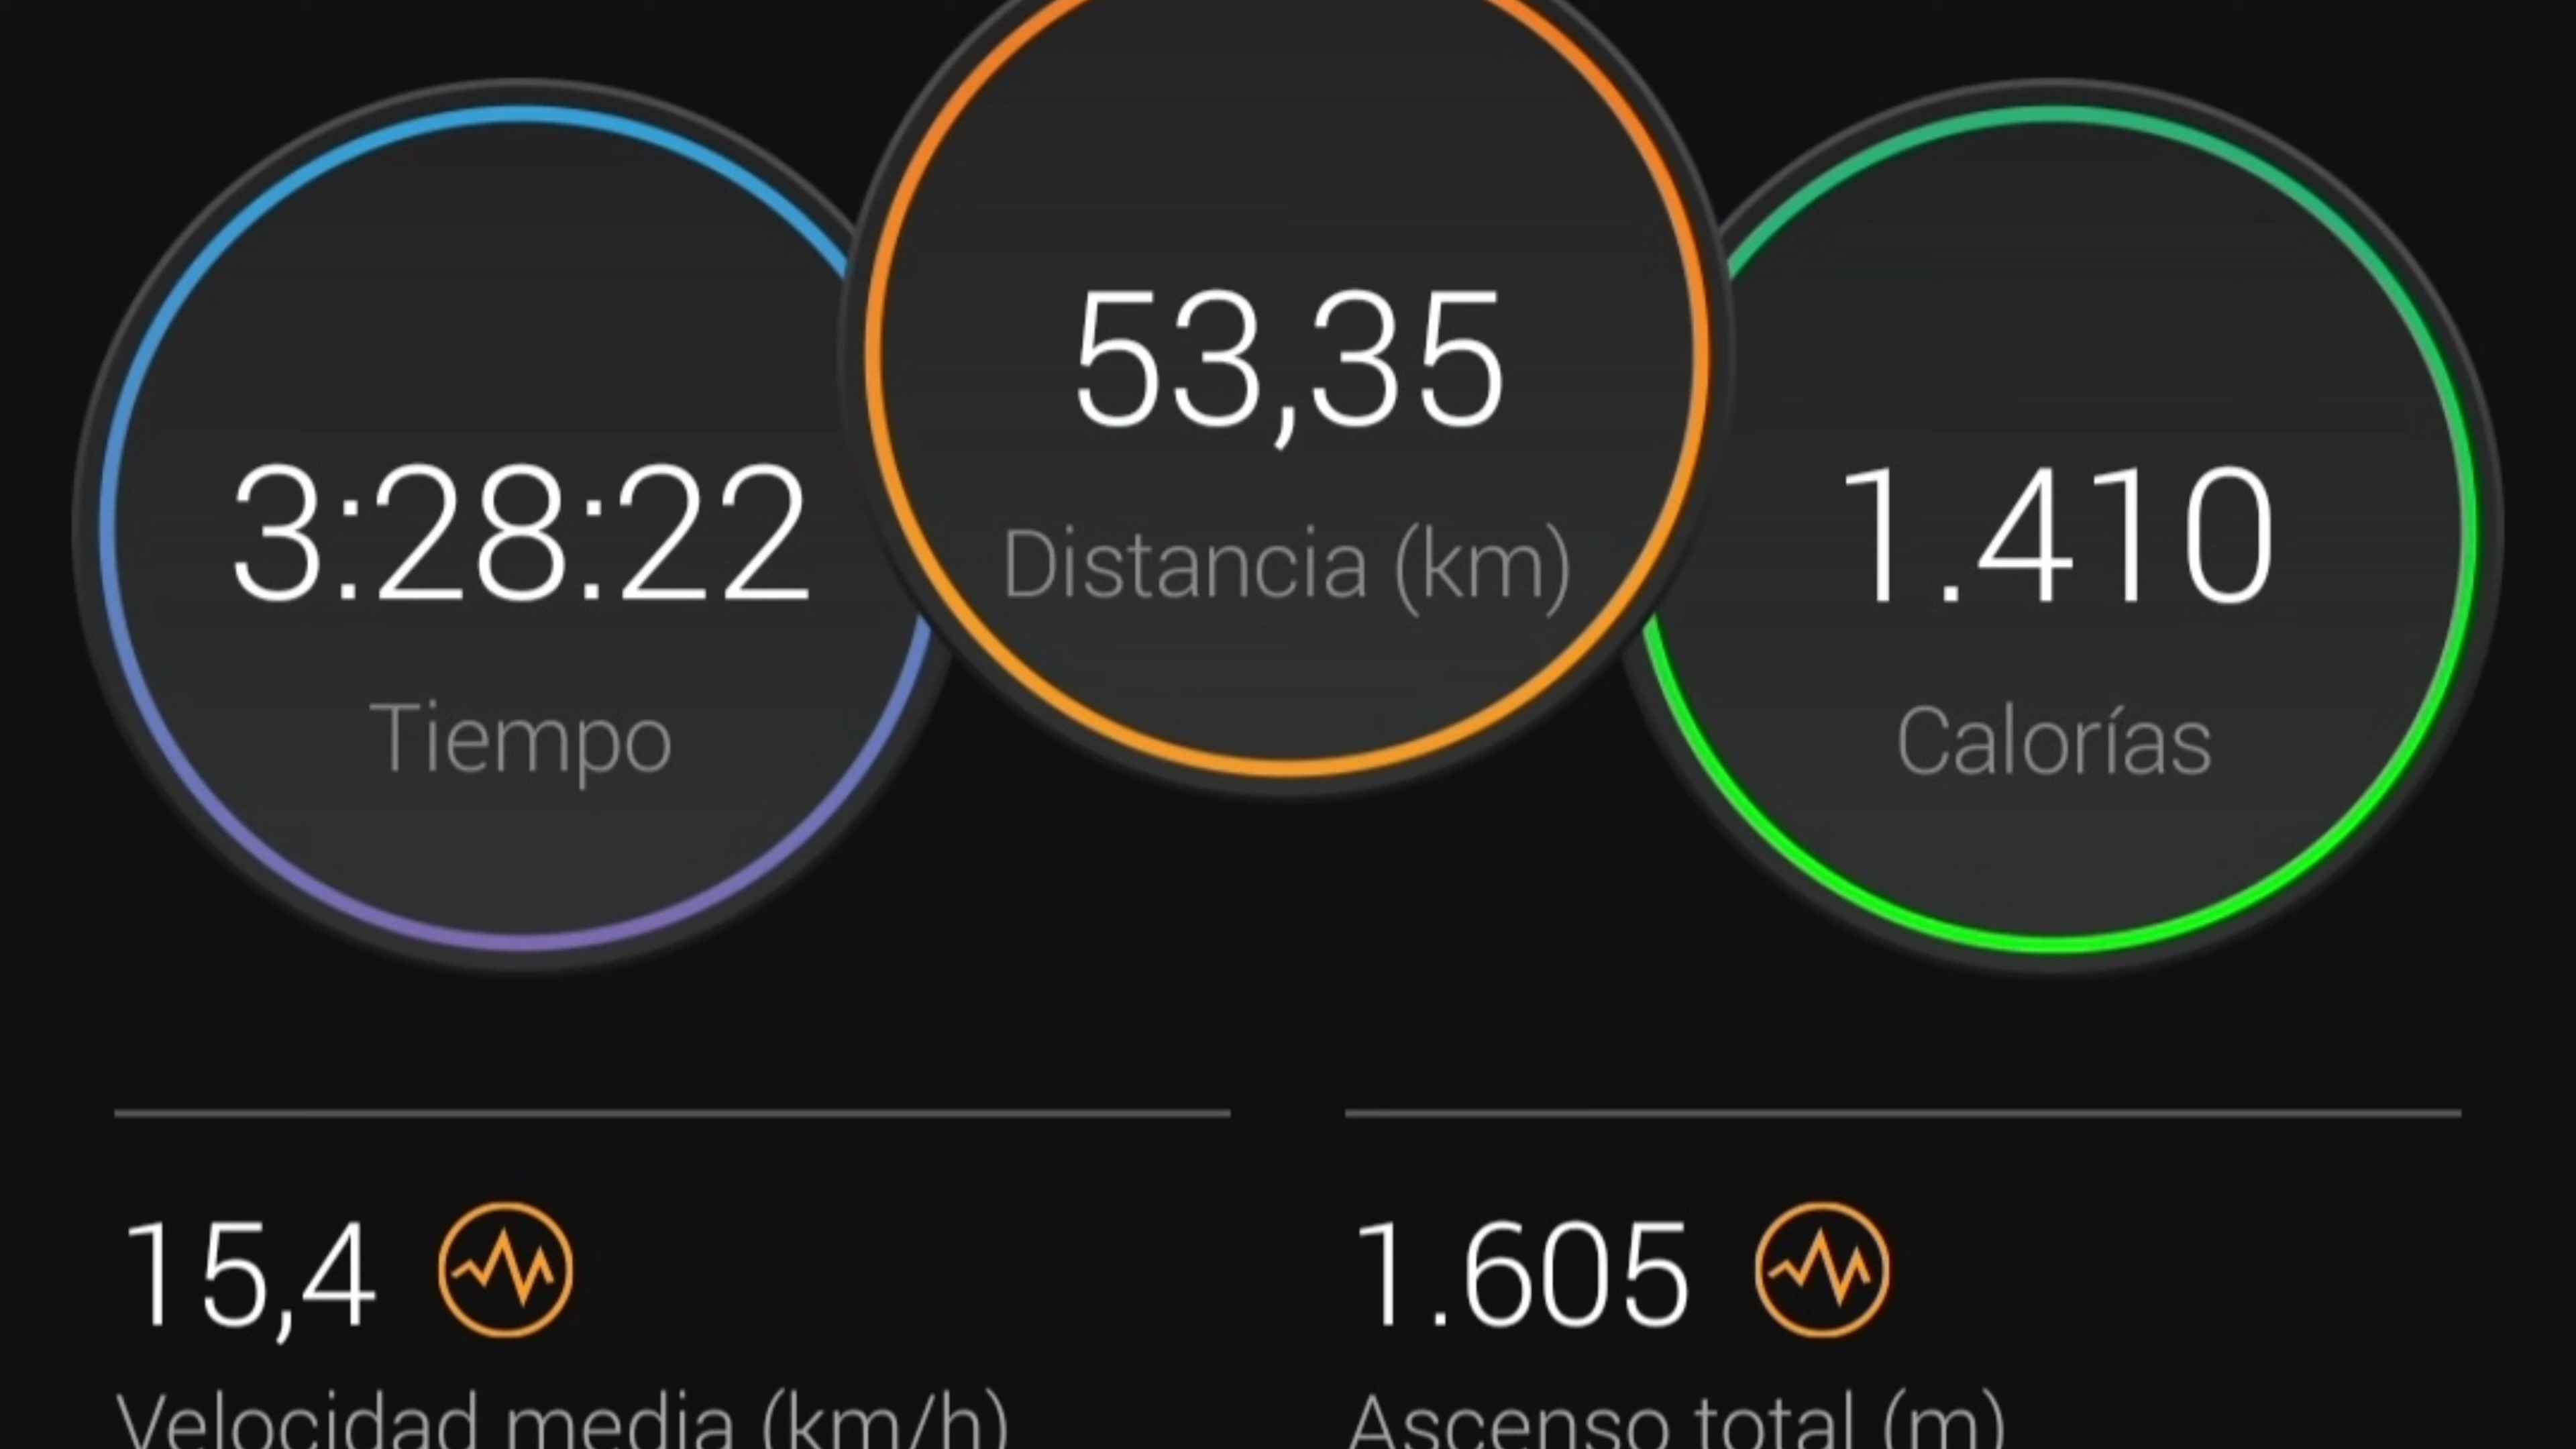 3:28:22
Tiempo
53,35
Distancia (km)
1.410
Calorías
15,4
Velocidad media (km/h)
1.605
Ascenso total (m)